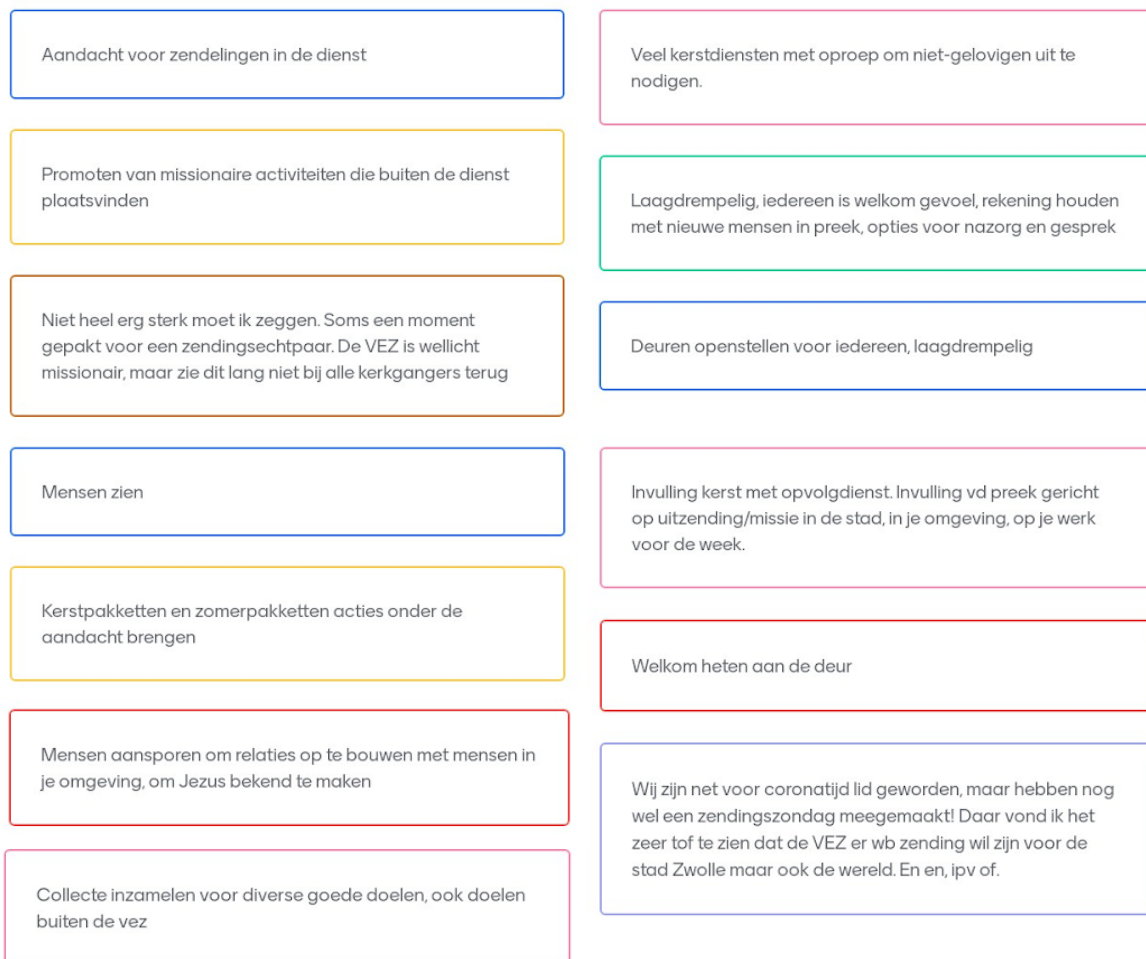 Aandacht voor zendelingen in de dienst
Promoten van missionaire activiteiten die buiten de dienst
plaatsvinden
Niet heel erg sterk moet ik zeggen. Soms een moment
gepakt voor een zendingsechtpaar. De VEZ is wellicht
missionair, maar zie dit lang niet bij alle kerkgangers terug
Mensen zien
Kerstpakketten en zomerpakketten acties onder de
aandacht brengen
Mensen aansporen om relaties op te bouwen met mensen in
je omgeving, om Jezus bekend te maken
Collecte inzamelen voor diverse goede doelen, ook doelen
buiten de vez
Veel kerstdiensten met oproep om niet-gelovigen uit te
nodigen.
Laagdrempelig, iedereen is welkom gevoel, rekening houden
met nieuwe mensen in preek, opties voor nazorg en gesprek
Deuren openstellen voor iedereen, laagdrempelig
Invulling kerst met opvolgdienst. Invulling vd preek gericht
op uitzending/missie in de stad, in je omgeving, op je werk
voor de week.
Welkom heten aan de deur
Wij zijn net voor coronatijd lid geworden, maar hebben nog
wel een zendingszondag meegemaakt! Daar vond ik het
zeer tof te zien dat de VEZ er wb zending wil zijn voor de
stad Zwolle maar ook de wereld. En en, ipv of.